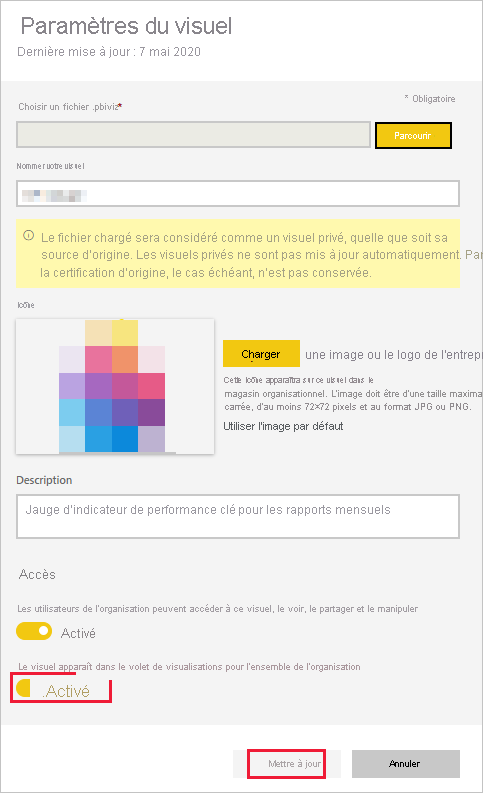 Paramètres du visuel
Dernière mise à jour : 7 mai 2020
* Obligatoire
Choisir un fichier .pbiviz*
Parcourir
Nommer votre visuel
Le fichier chargé sera considéré comme un visuel privé, quelle que soit sa
source d'origine. Les visuels privés ne sont pas mis à jour automatiquement. Par
la certification d'origine, le cas échéant, n'est pas conservée.
Icône
Charger une image ou le logo de l'entrepr
Cette icône apparaîtra sur ce visuel dans le
magasin organisationnel. L'image doit être d'une taille maxima
carrée, d'au moins 72×72 pixels et au format JPG ou PNG.
Utiliser l'image par défaut
Description
Jauge d'indicateur de performance clé pour les rapports mensuels
Accès
Les utilisateurs de l'organisation peuvent accéder à ce visuel, le voir, le partager et le manipuler
Activé
Le visuel apparaît dans le volet de visualisations pour l'ensemble de l'organisation
.Activé
Mettre à jour
Annuler